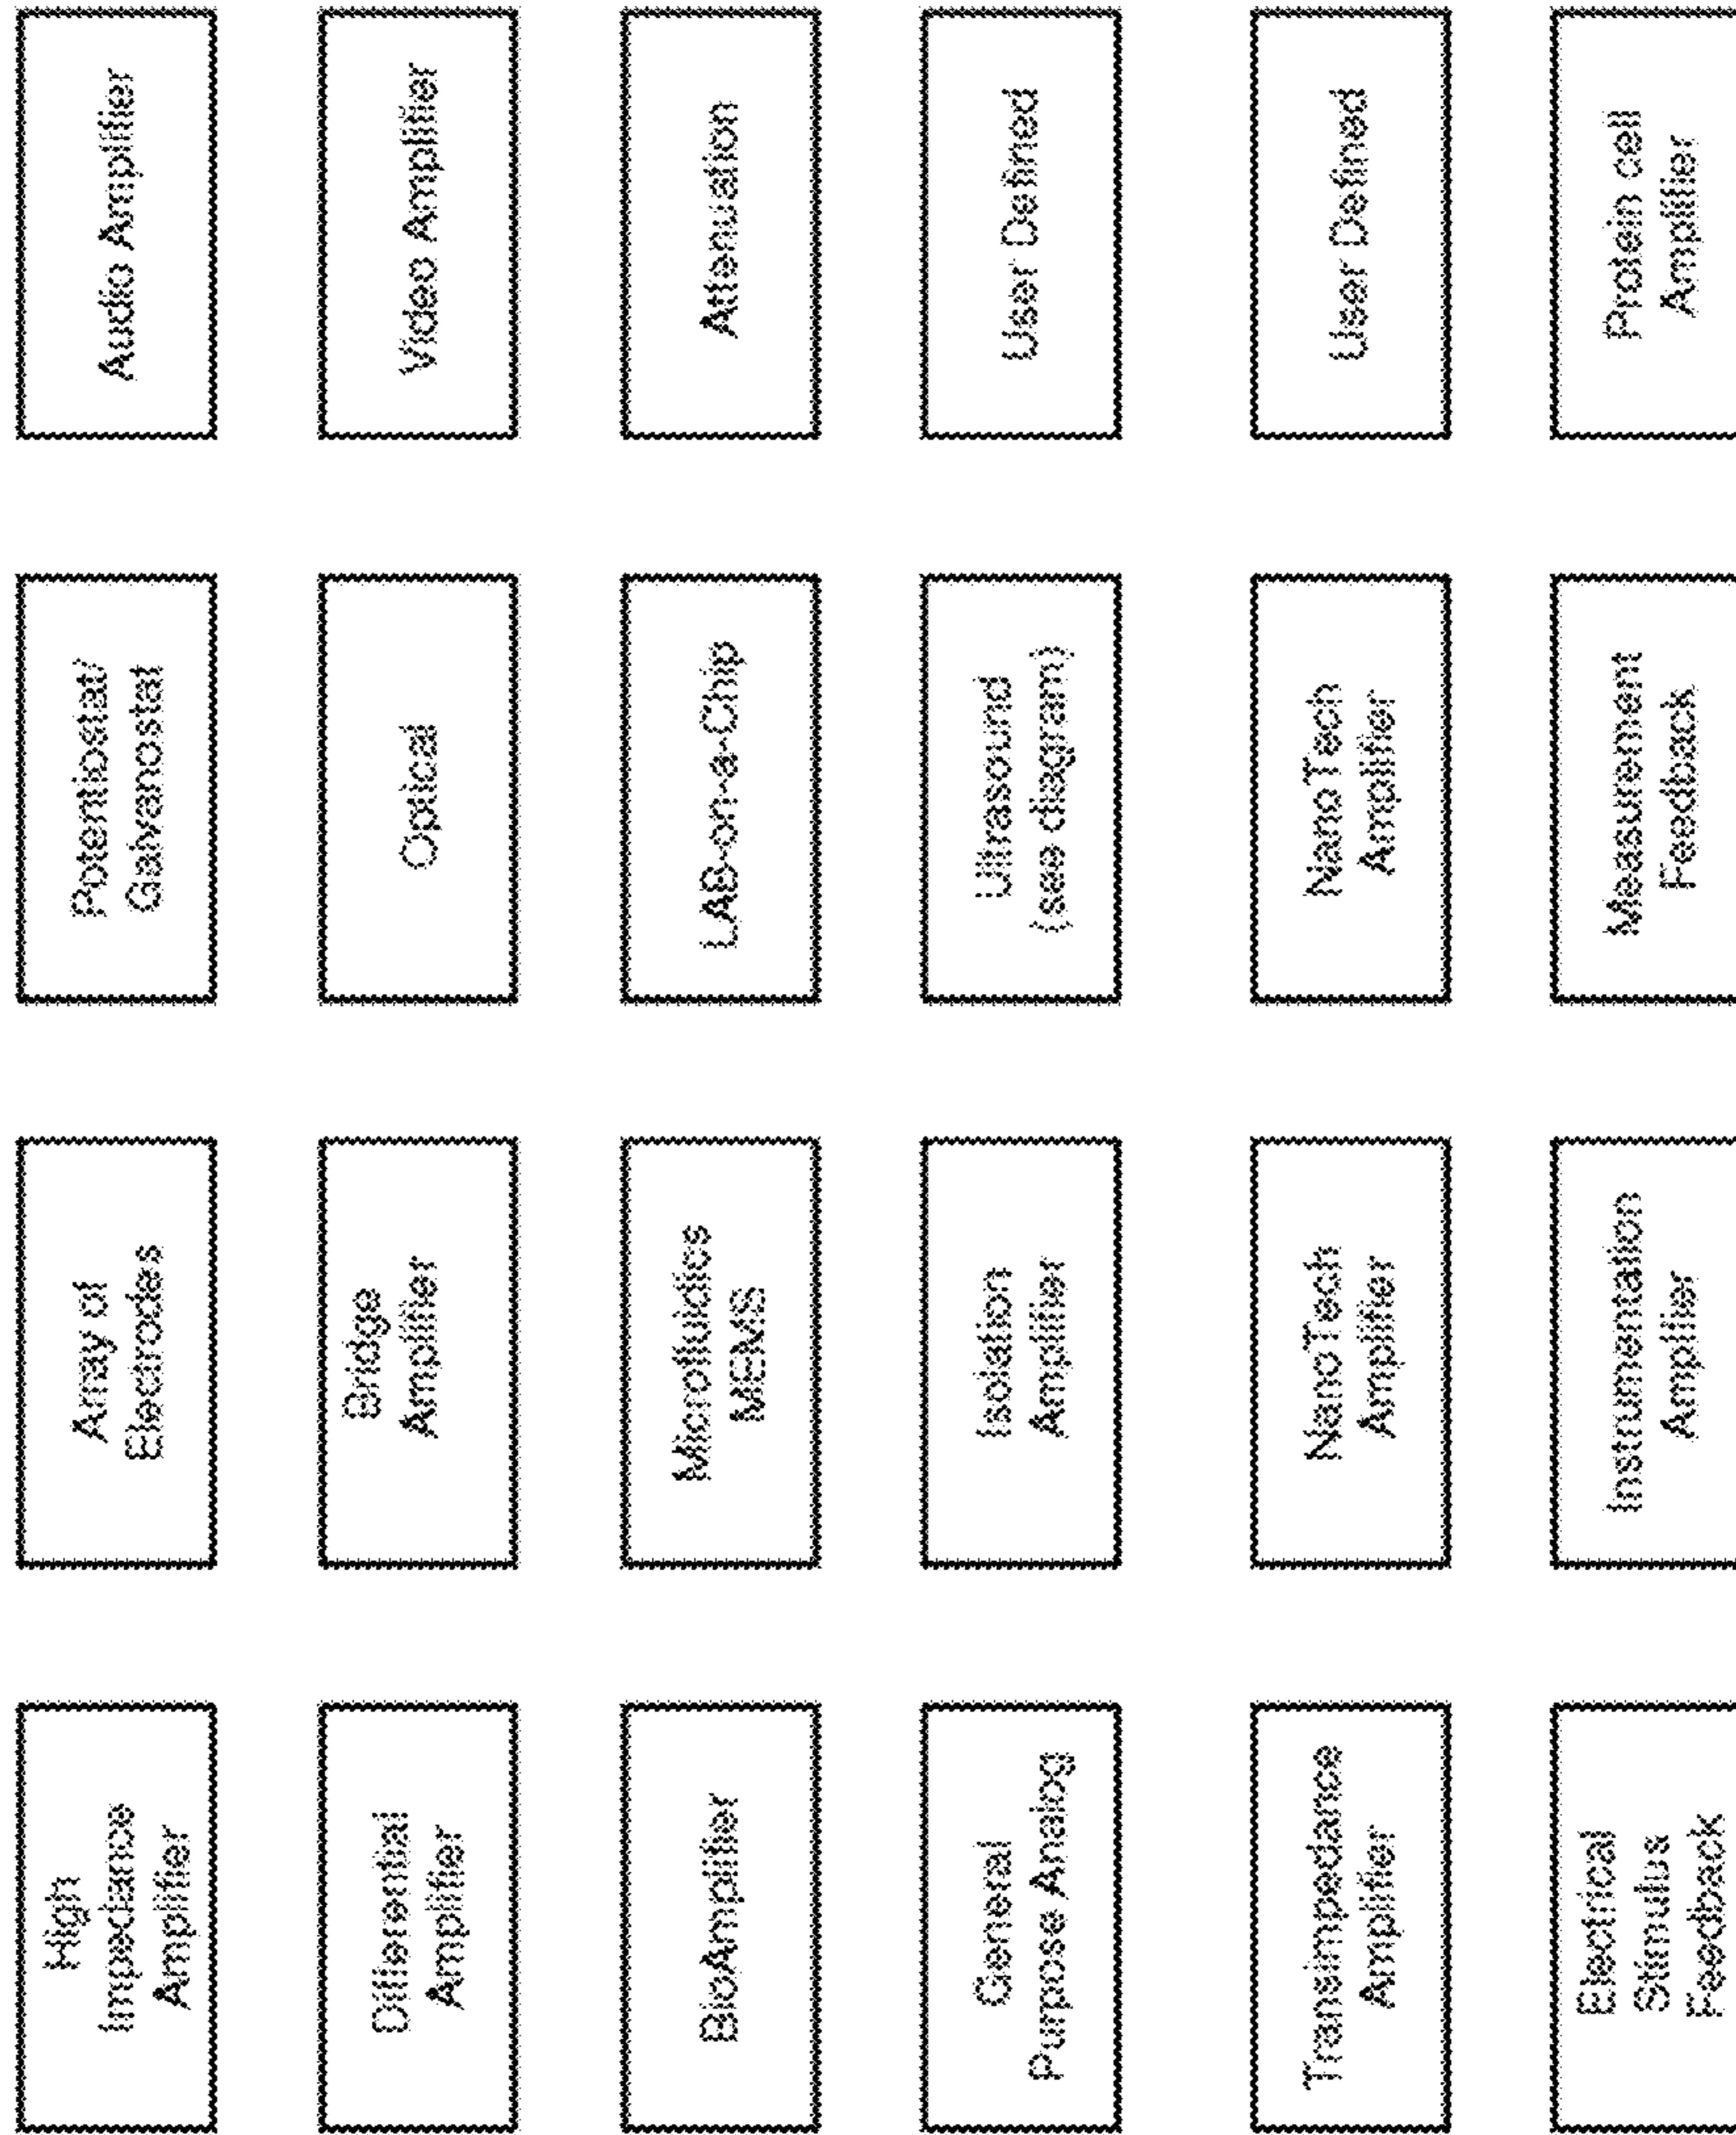 High
Impedance
Amplifier
Array of
Electrodes
Potentiostat/
Galvanostat
Audio Amplifier
Differential
Amplifier
Bridge
Amplifier
Optical
Video Amplifier
BioAmplifier
Microfluidics
MEMS
LAB-on-a-Chip
Attenuation
General
Purpose Analog
Isolation
Amplifier
Ultrasound
(see diagram)
User Defined
Transimpedance
Amplifier
NanoTech
Amplifier
NanoTech
Amplifier
User Defined
Electrical
Stimulus
Feedback
Instrumentation
Amplifier
Measurement
Feedback
Protein cell
Amplifier